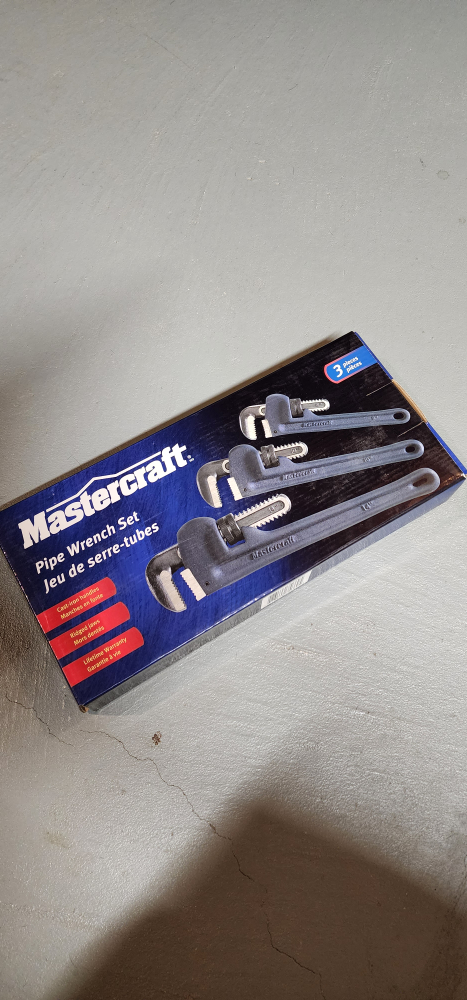 3 pieces
pièces
Mastercraft
Pipe Wrench Set
Jeu de serre-tubes
Cast-iron handles
Manches en fonte
Ridged jaws
Mors dentés
Lifetime Warranty
Garantie à vie
Mastercraft